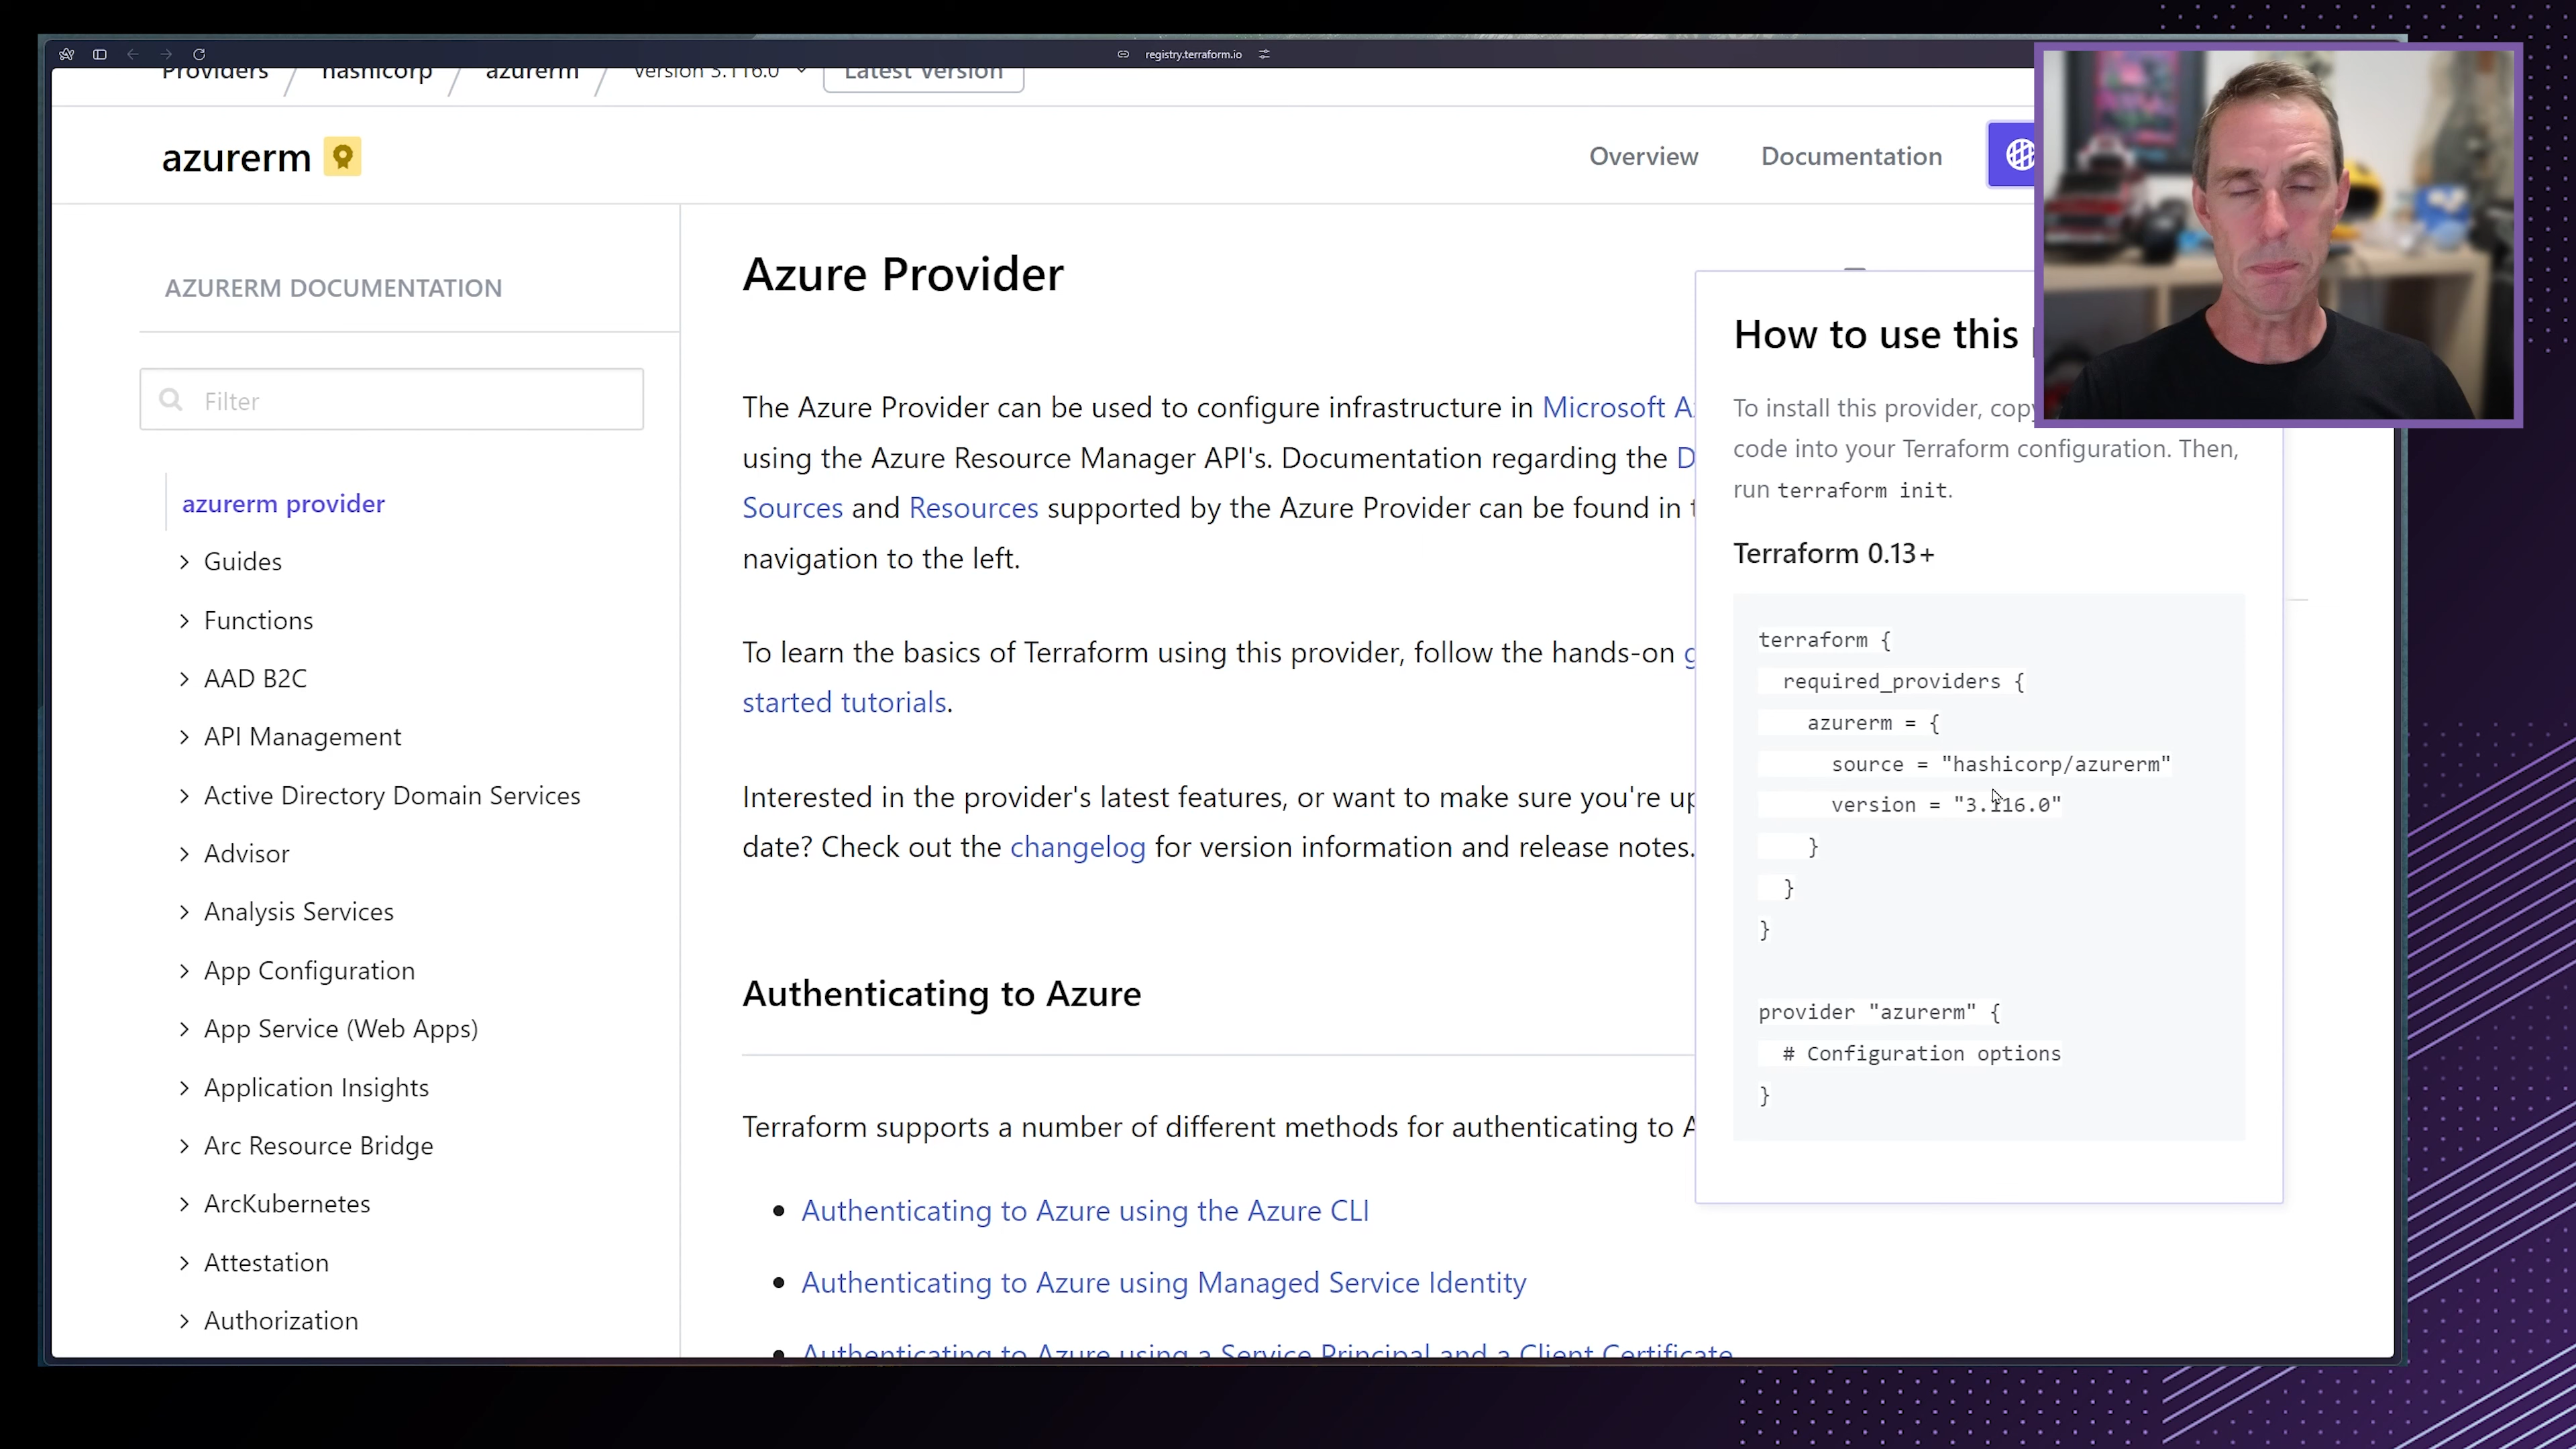 registry.terraform.io
Providers / hashicorp / azurerm / Version 3.116.0 Latest Version
azurerm
Overview
Documentation
AZURERM DOCUMENTATION
Filter
azurerm provider
Guides
Functions
AAD B2C
API Management
Active Directory Domain Services
Advisor
Analysis Services
App Configuration
App Service (Web Apps)
Application Insights
Arc Resource Bridge
ArcKubernetes
Attestation
Authorization
Azure Provider
The Azure Provider can be used to configure infrastructure in Microsoft
using the Azure Resource Manager API's. Documentation regarding the
Sources and Resources supported by the Azure Provider can be found in
navigation to the left.
To learn the basics of Terraform using this provider, follow the hands-on
started tutorials.
Interested in the provider's latest features, or want to make sure you're
date? Check out the changelog for version information and release notes.
Authenticating to Azure
Terraform supports a number of different methods for authenticating to
Authenticating to Azure using the Azure CLI
Authenticating to Azure using Managed Service Identity
Authenticating to Azure using a Service Principal and a Client Certificate
How to use this
To install this provider, copy
code into your Terraform configuration. Then,
run terraform init.
Terraform 0.13+
terraform {
required_providers {
azurerm = {
source = "hashicorp/azurerm"
version = "3.116.0"
}
}
}
provider "azurerm" {
# Configuration options
}